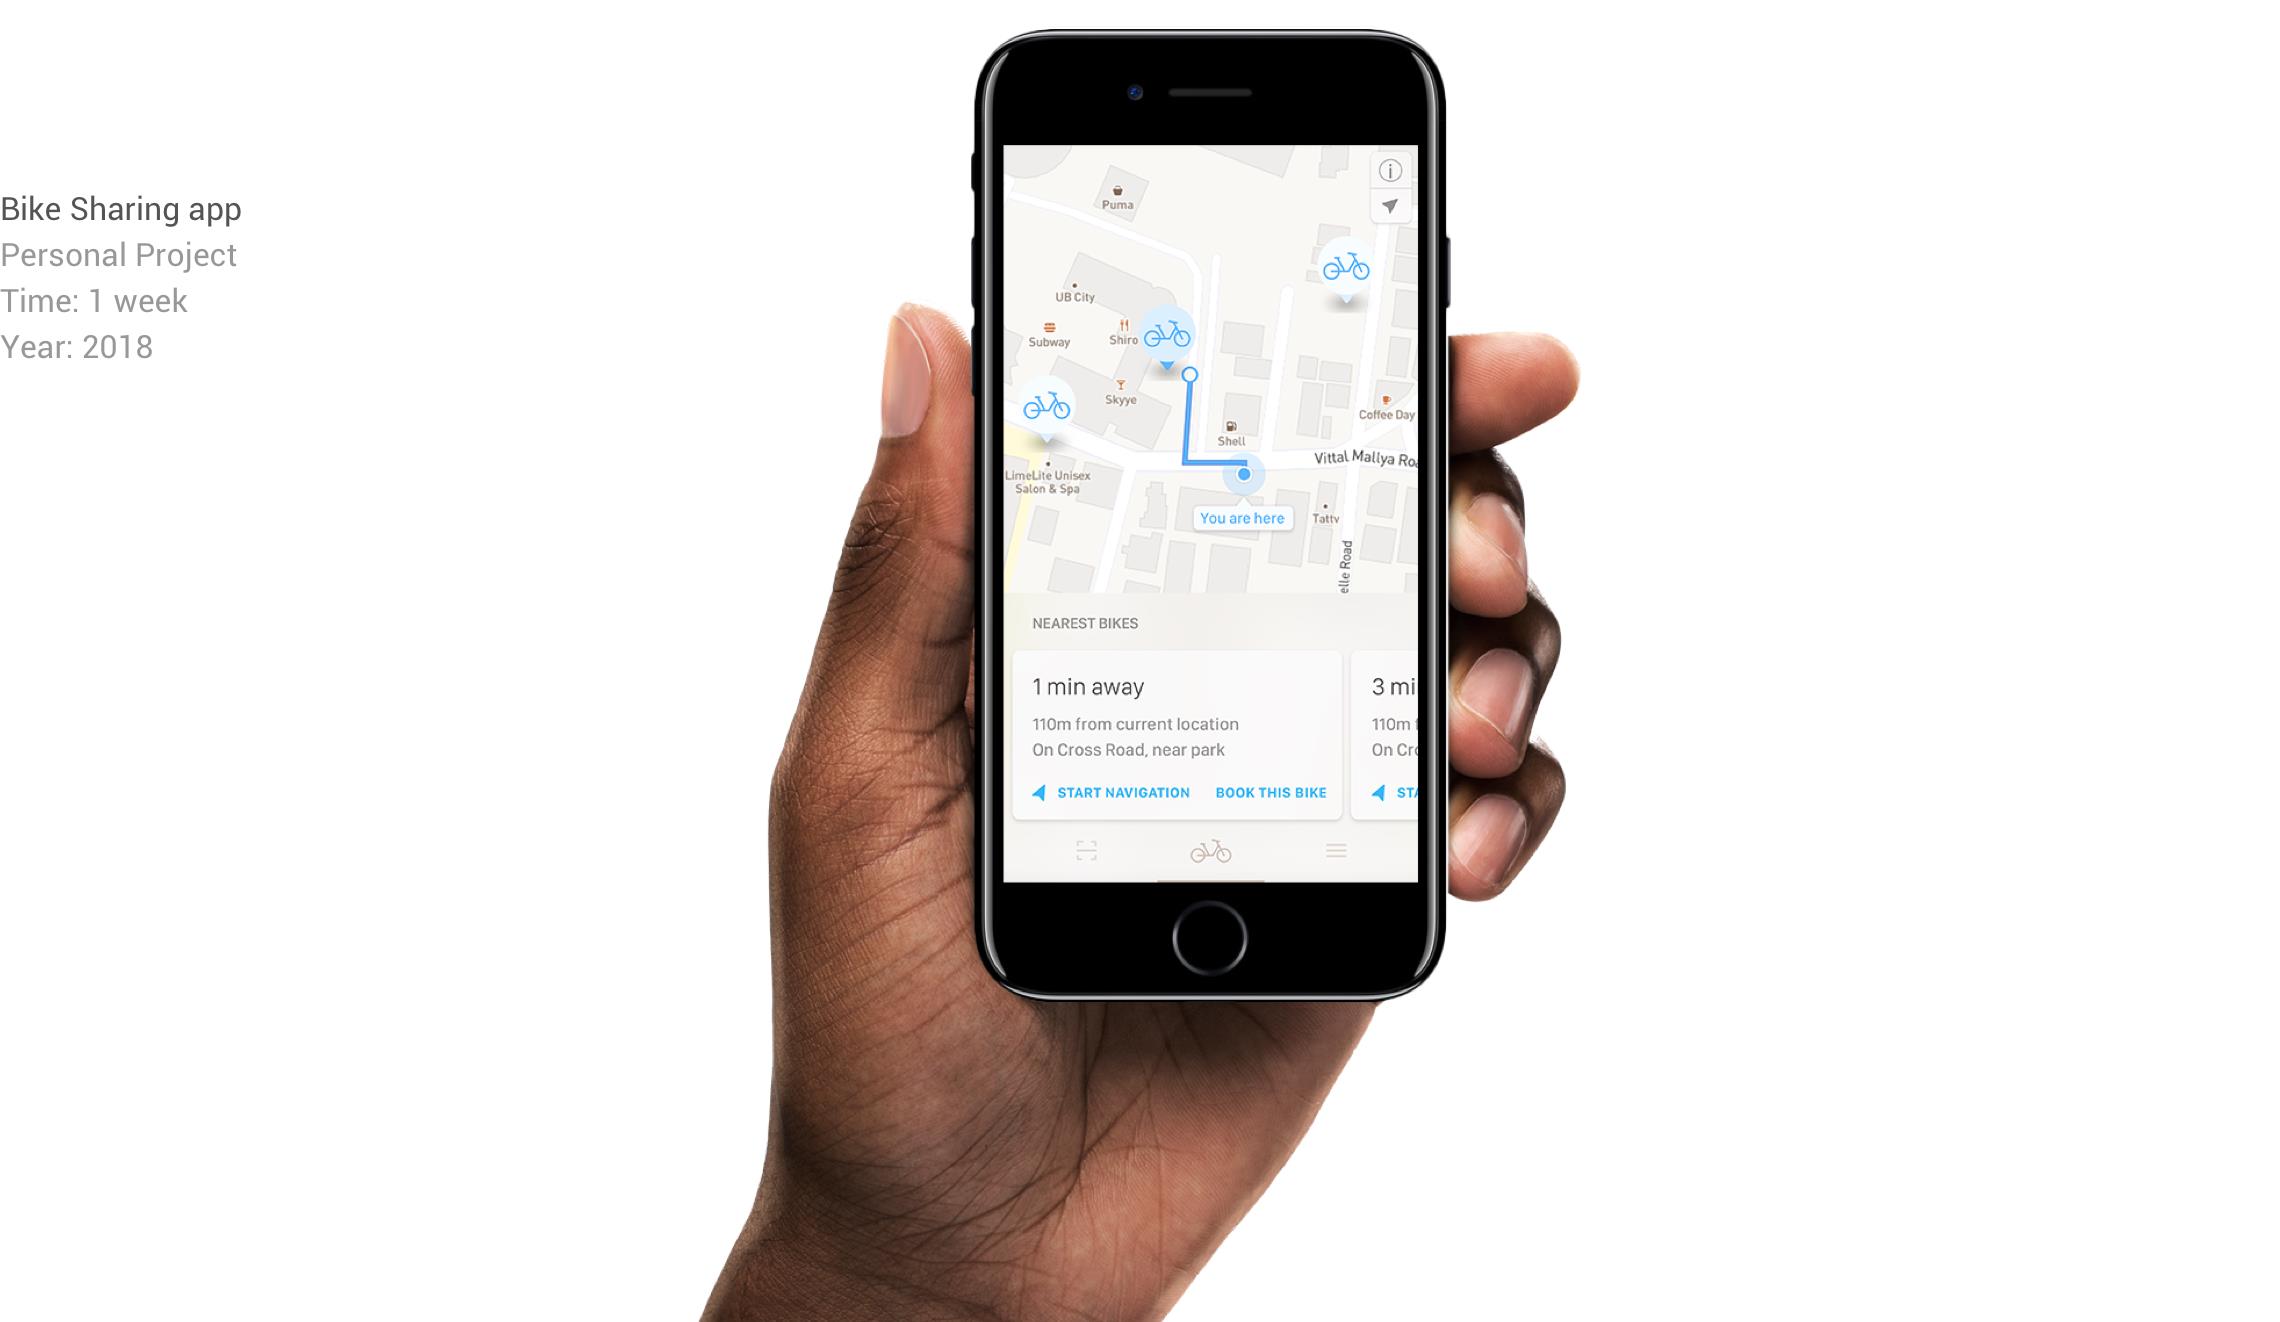 Bike Sharing app
Personal Project
Time: 1 week
Year: 2018
Puma
UB City
Subway
Shiro
Skyye
Coffee Day
Shell
Vittal Mallya Roa
LimeLite Unisex
Salon & Spa
You are here
Tattv
elle Road
NEAREST BIKES
1 min away
110m from current location
On Cross Road, near park
START NAVIGATION
BOOK THIS BIKE
3 mi
110m f
On Cro
STA